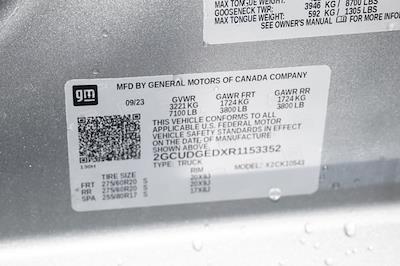 MAX TONGUE WEIGHT:
GOOSENECK TWR: 3946 KG / 8700 LBS
MAX TONGUE WEIGHT: 592 KG / 1305 LBS
SEE OWNER'S MANUAL FOR MORE INFO
MFD BY GENERAL MOTORS OF CANADA COMPANY
gm
09/23 GVWR GAWR FRT GAWR RR
3221 KG 1724 KG 1724 KG
7100 LB 3800 LB 3800 LB
THIS VEHICLE CONFORMS TO ALL
APPLICABLE U.S. FEDERAL MOTOR
VEHICLE SAFETY STANDARDS IN EFFECT ON
THE DATE OF MANUFACTURE SHOWN ABOVE.
2GCUDGEDXR1153352
TYPE: TRUCK MODEL: K2CK10543
TIRE SIZE RIM
FRT 275/60R20 S 20X9J
RR 275/60R20 S 20X9J
SPA 255/80R17 S 17X8J